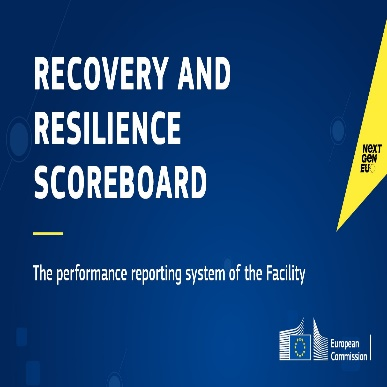 RECOVERY AND
RESILIENCE
SCOREBOARD
NEXT
GEN
EU
The performance reporting system of the Facility
European
Commission